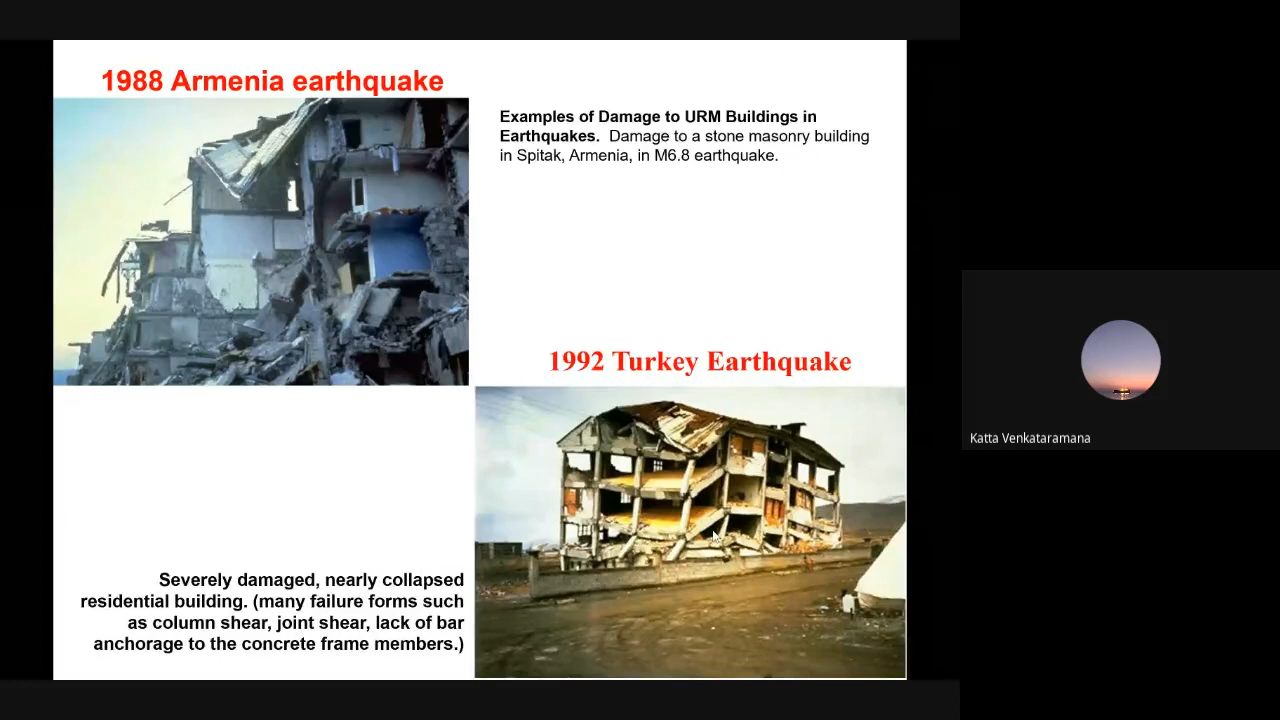 1988 Armenia earthquake
Examples of Damage to URM Buildings in
Earthquakes. Damage to a stone masonry building
in Spitak, Armenia, in M6.8 earthquake.
1992 Turkey Earthquake
Severely damaged, nearly collapsed
residential building. (many failure forms such
as column shear, joint shear, lack of bar
anchorage to the concrete frame members.)
Katta Venkataramana